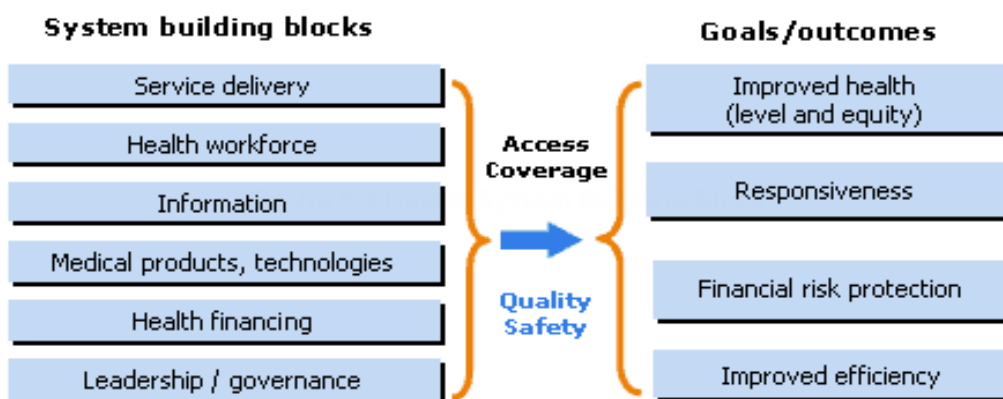 System building blocks
Service delivery
Health workforce
Information
Medical products, technologies
Health financing
Leadership / governance
Access
Coverage
Quality
Safety
Goals/outcomes
Improved health
(level and equity)
Responsiveness
Financial risk protection
Improved efficiency